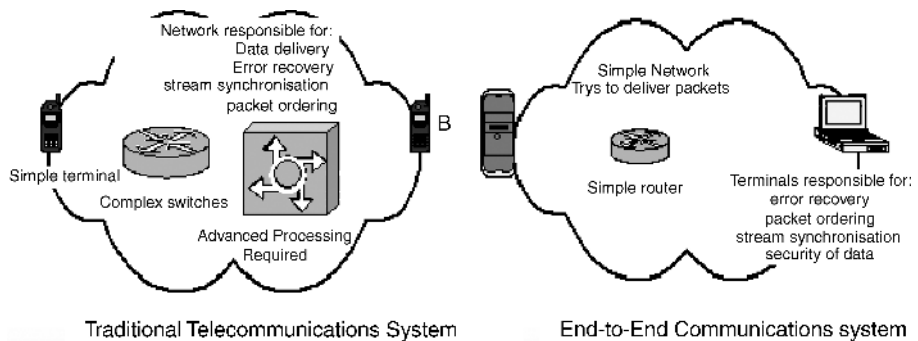 Network responsible for:
Data delivery
Error recovery
stream synchronisation
packet ordering
B
Simple terminal
Complex switches
Advanced Processing
Required
Traditional Telecommunications System
Simple Network
Trys to deliver packets
Simple router
Terminals responsible for:
error recovery
packet ordering
stream synchronisation
security of data
End-to-End Communications system